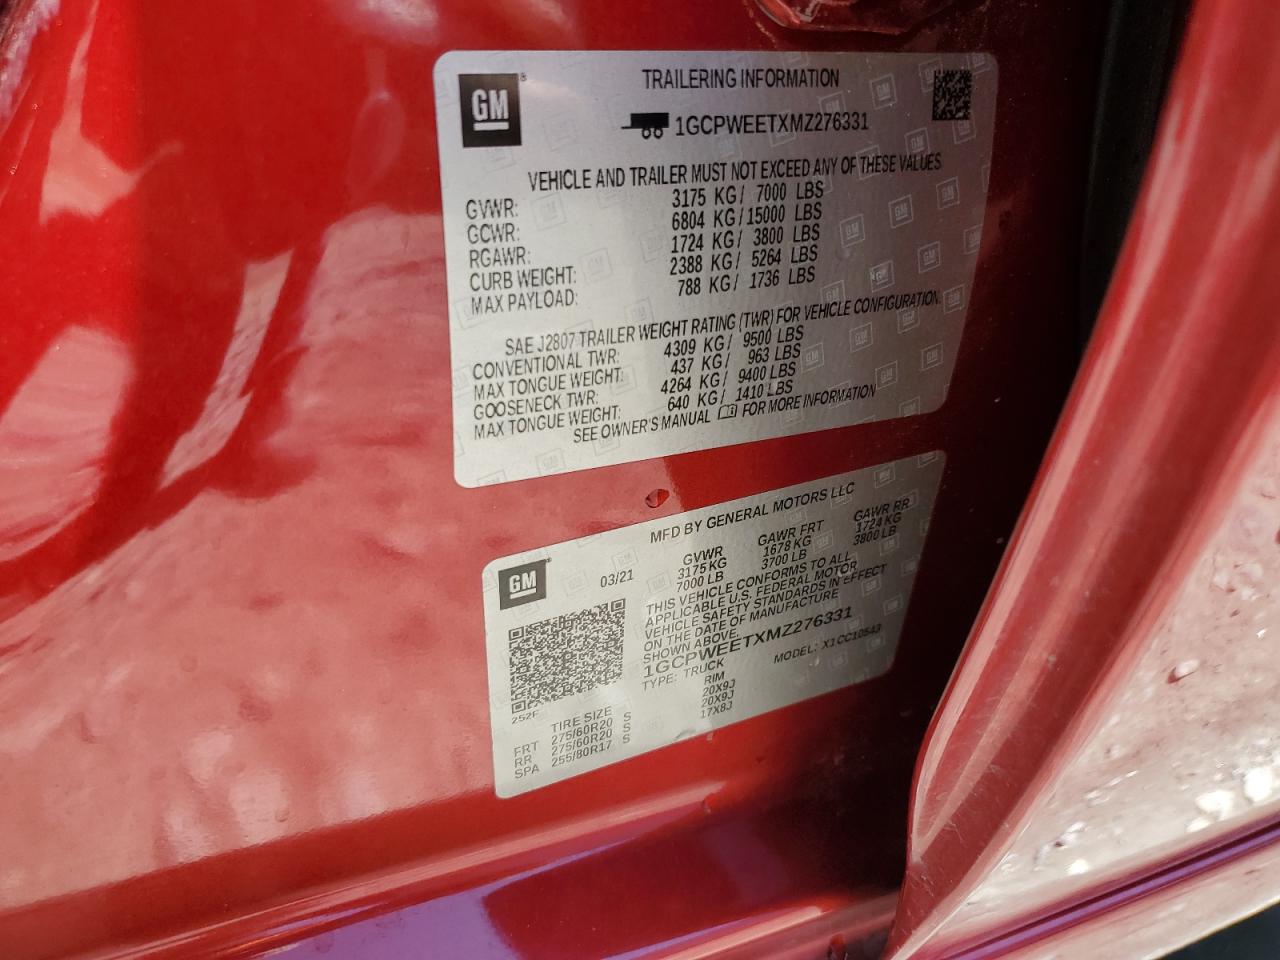 GM
TRAILERING INFORMATION
1GCPWEETXMZ276331
VEHICLE AND TRAILER MUST NOT EXCEED ANY OF THESE VALUES
GVWR: 3175 KG/ 7000 LBS
GCWR: 6804 KG/15000 LBS
RGAWR: 1724 KG/ 3800 LBS
CURB WEIGHT: 2388 KG/ 5264 LBS
MAX PAYLOAD: 788 KG/ 1736 LBS
SAE J2807 TRAILER WEIGHT RATING (TWR) FOR VEHICLE CONFIGURATION
CONVENTIONAL TWR: 4309 KG/ 9500 LBS
MAX TONGUE WEIGHT: 437 KG/ 963 LBS
GOOSENECK TWR: 4264 KG/ 9400 LBS
MAX TONGUE WEIGHT: 640 KG/ 1410 LBS
SEE OWNER'S MANUAL FOR MORE INFORMATION
MFD BY GENERAL MOTORS LLC
GM
03/21
GVWR GAWR FRT GAWR RR
3175 KG 1678 KG 1724 KG
7000 LB 3700 LB 3800 LB
THIS VEHICLE CONFORMS TO ALL
APPLICABLE U.S. FEDERAL MOTOR
VEHICLE SAFETY STANDARDS IN EFFECT
ON THE DATE OF MANUFACTURE
SHOWN ABOVE.
1GCPWEETXMZ276331
TYPE: TRUCK MODEL: X1CC10543
252F
TIRE SIZE RIM
FRT 275/60R20 S 20X9J
RR 275/60R20 S 20X9J
SPA 255/80R17 S 17X8J